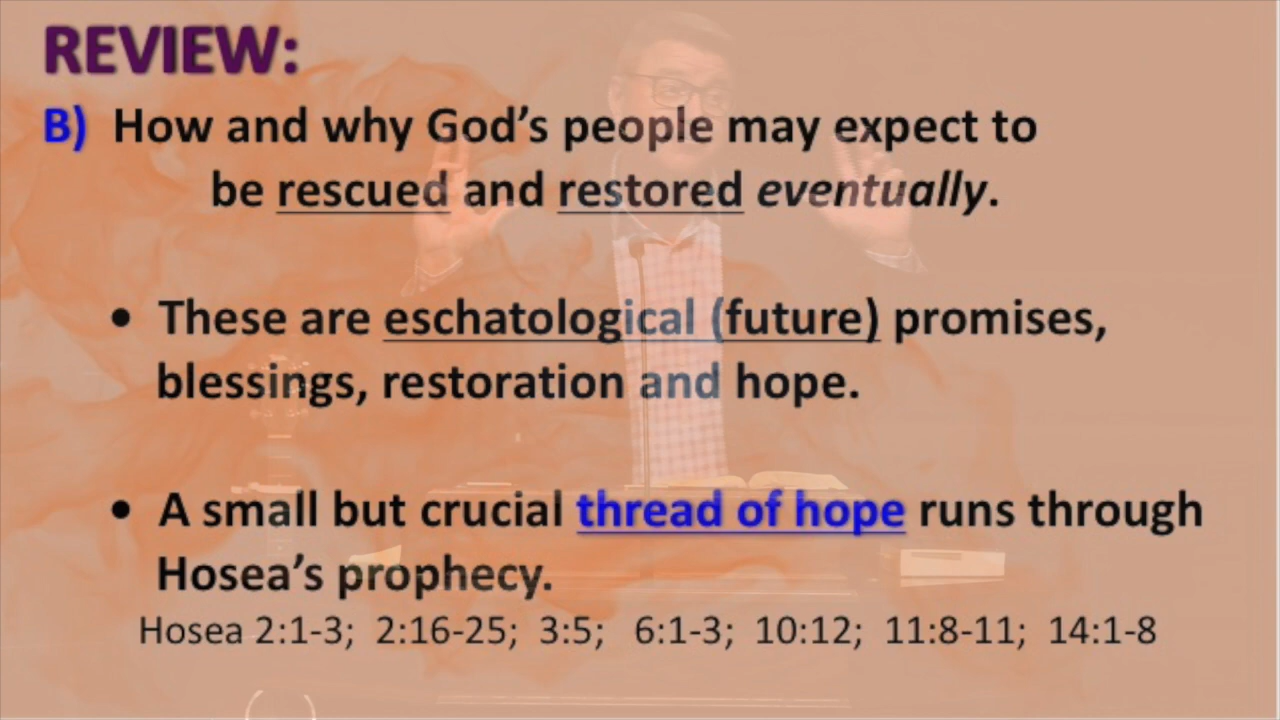 REVIEW:
B) How and why God’s people may expect to
be rescued and restored eventually.
• These are eschatological (future) promises,
blessings, restoration and hope.
• A small but crucial thread of hope runs through
Hosea’s prophecy.
Hosea 2:1-3; 2:16-25; 3:5; 6:1-3; 10:12; 11:8-11; 14:1-8